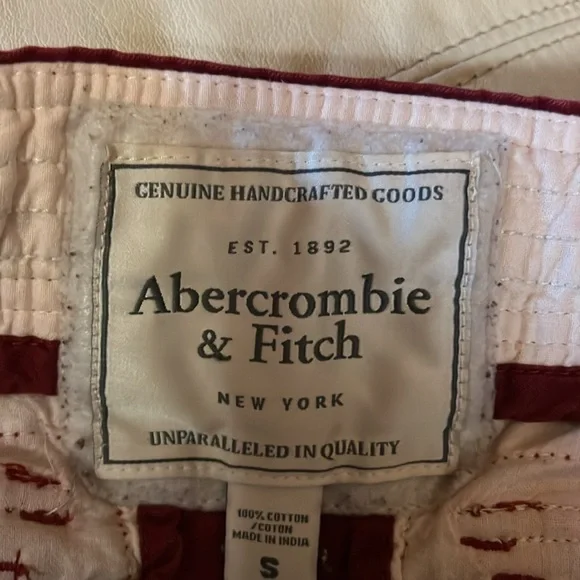 GENUINE HANDCRAFTED GOODS
EST. 1892
Abercrombie
& Fitch
NEW YORK
UNPARALLELED IN QUALITY
100% COTTON
/COTON
MADE IN INDIA
S